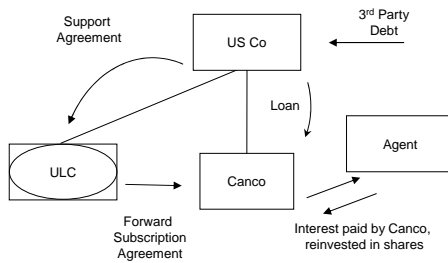 Support
Agreement
US Co
3rd Party
Debt
Loan
ULC
Canco
Agent
Forward
Subscription
Agreement
Interest paid by Canco,
reinvested in shares